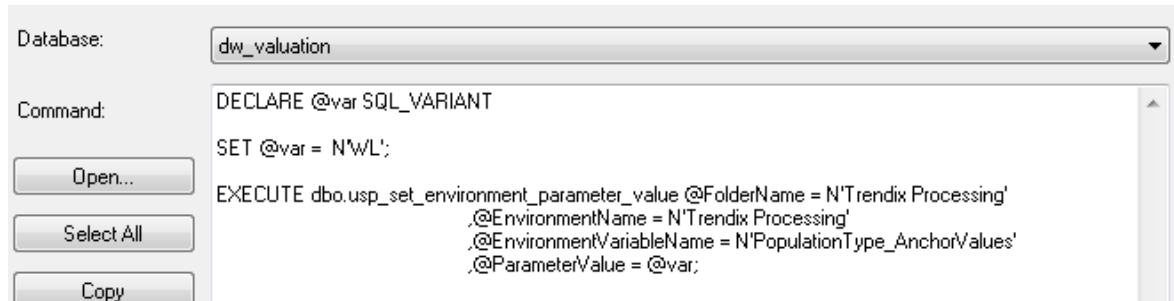 Database:
dw_valuation
Command:
DECLARE @var SQL_VARIANT
SET @var = N'WL';
Open...
EXECUTE dbo.usp_set_environment_parameter_value @FolderName = N'Trendix Processing'
,@EnvironmentName = N'Trendix Processing'
Select All
,@EnvironmentVariableName = N'PopulationType_AnchorValues'
,@ParameterValue = @var;
Copy